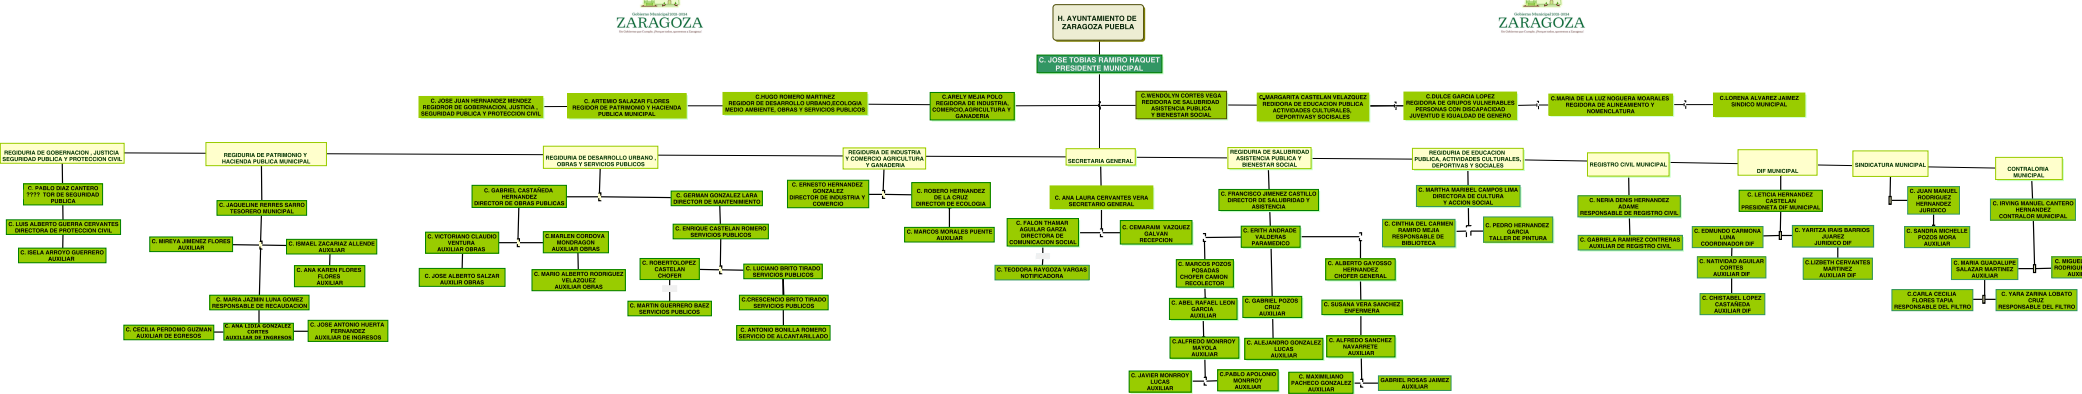 Gobierno Municipal 2021-2024
ZARAGOZA
Gobierno Municipal 2021-2024
ZARAGOZA
H. AYUNTAMIENTO DE
ZARAGOZA PUEBLA
C. JOSE TOBIAS RAMIRO HAQUET
PRESIDENTE MUNICIPAL
C. JOSE JUAN HERNANDEZ MENDEZ
REGIDROR DE GOBERNACION, JUSTICIA ,
SEGURIDAD PUBLICA Y PROTECCION CIVIL
C. ARTEMIO SALAZAR FLORES
REGIDOR DE PATRIMONIO Y HACIENDA
PUBLICA MUNICIPAL
C.HUGO ROMERO MARTINEZ
REGIDOR DE DESARROLLO URBANO,ECOLOGIA
MEDIO AMBIENTE, OBRAS Y SERVICIOS PUBLICOS
C.ARELY MEJIA POLO
REGIDORA DE INDUSTRIA,
COMERCIO,AGRICULTURA Y
GANADERIA
C.WENDOLYN CORTES VEGA
REDIDORA DE SALUBRIDAD
ASISTENCIA PUBLICA
Y BIENESTAR SOCIAL
C.MARGARITA CASTELAN VELAZQUEZ
REDIDORA DE EDUCACION PUBLICA
ACTIVIDADES CULTURALES,
DEPORTIVASY SOCISALES
C.DULCE GARCIA LOPEZ
REGIDORA DE GRUPOS VULNERABLES
PERSONAS CON DISCAPACIDAD
JUVENTUD E IGUALDAD DE GENERO
C.MARIA DE LA LUZ NOGUERA MOARALES
REGIDORA DE ALINEAMIENTO Y
NOMENCLATURA
C.LORENA ALVAREZ JAIMEZ
SINDICO MUNICIPAL
REGIDURIA DE GOBERNACION , JUSTICIA
SEGURIDAD PUBLICA Y PROTECCION CIVIL
REGIDURIA DE PATRIMONIO Y
HACIENDA PUBLICA MUNICIPAL
REGIDURIA DE DESARROLLO URBANO ,
OBRAS Y SERVICIOS PUBLICOS
REGIDURIA DE INDUSTRIA
Y COMERCIO AGRICULTURA
Y GANADERIA
SECRETARIA GENERAL
REGIDURIA DE SALUBRIDAD
ASISTENCIA PUBLICA Y
BIENESTAR SOCIAL
REGIDURIA DE EDUCACION
PUBLICA, ACTIVIDADES CULTURALES,
DEPORTIVAS Y SOCIALES
REGISTRO CIVIL MUNICIPAL
DIF MUNICIPAL
SINDICATURA MUNICIPAL
CONTRALORIA
MUNICIPAL
C. PABLO DIAZ CANTERO
???? TOR DE SEGURIDAD
PUBLICA
C. LUIS ALBERTO GUERRA CERVANTES
DIRECTORA DE PROTECCION CIVIL
C. ISELA ARROYO GUERRERO
AUXILIAR
C. JAQUELINE RERRES SARRO
TESORERO MUNICIPAL
C. MIREYA JIMENEZ FLORES
AUXILIAR
C. ISMAEL ZACARIAZ ALLENDE
AUXILIAR
C. ANA KAREN FLORES
FLORES
AUXILIAR
C. MARIA JAZMIN LUNA GOMEZ
RESPONSABLE DE RECAUDACION
C. CECILIA PERDOMO GUZMAN
AUXILIAR DE EGRESOS
C. ANA LIDIA GONZALEZ
CORTES
AUXILIAR DE INGRESOS
C. JOSE ANTONIO HUERTA
FERNANDEZ
AUXILIAR DE INGRESOS
C. GABRIEL CASTAÑEDA
HERNANDEZ
DIRECTOR DE OBRAS PUBLICAS
C. GERMAN GONZALEZ LARA
DIRECTOR DE MANTENIMIENTO
C. VICTORIANO CLAUDIO
VENTURA
AUXILIAR OBRAS
C.MARLEN CORDOVA
MONDRAGON
AUXILIAR OBRAS
C. JOSE ALBERTO SALZAR
AUXILIR OBRAS
C. MARIO ALBERTO RODRIGUEZ
VELAZQUEZ
AUXILIAR OBRAS
C. ENRIQUE CASTELAN ROMERO
SERVICIOS PUBLICOS
C. ROBERTOLOPEZ
CASTELAN
CHOFER
C. LUCIANO BRITO TIRADO
SERVICIOS PUBLICOS
C. MARTIN GUERRERO BAEZ
SERVICIOS PUBLICOS
C.CRESCENCIO BRITO TIRADO
SERVICIOS PUBLICOS
C. ANTONIO BONILLA ROMERO
SERVICIO DE ALCANTARILLADO
C. ERNESTO HERNANDEZ
GONZALEZ
DIRECTOR DE INDUSTRIA Y
COMERCIO
C. ROBERO HERNANDEZ
DE LA CRUZ
DIRECTOR DE ECOLOGIA
C. MARCOS MORALES PUENTE
AUXILIAR
C. ANA LAURA CERVANTES VERA
SECRETARIO GENERAL
C. FALON THAMAR
AGUILAR GARZA
DIRECTORA DE
COMUNICACION SOCIAL
C. CEMARAIM VAZQUEZ
GALVAN
RECEPCION
C. TEODORA RAYGOZA VARGAS
NOTIFICADORA
C. FRANCISCO JIMENEZ CASTILLO
DIRECTOR DE SALUBRIDAD Y
ASISTENCIA
C. ERITH ANDRADE
VALDERAS
PARAMEDICO
C. MARCOS POZOS
POSADAS
CHOFER CAMION
RECOLECTOR
C. ALBERTO GAYOSSO
HERNANDEZ
CHOFER GENERAL
C. ABEL RAFAEL LEON
GARCIA
AUXILIAR
C. GABRIEL POZOS
CRUZ
AUXILIAR
C. SUSANA VERA SANCHEZ
ENFERMERA
C.ALFREDO MONRROY
MAYOLA
AUXILIAR
C. ALEJANDRO GONZALEZ
LUCAS
AUXILIAR
C. ALFREDO SANCHEZ
NAVARRETE
AUXILIAR
C. JAVIER MONRROY
LUCAS
AUXILIAR
C.PABLO APOLONIO
MONRROY
AUXILIAR
C. MAXIMILIANO
PACHECO GONZALEZ
AUXILIAR
GABRIEL ROSAS JAIMEZ
AUXILIAR
C. MARTHA MARIBEL CAMPOS LIMA
DIRECTORA DE CULTURA
Y ACCION SOCIAL
C. CINTHIA DEL CARMEN
RAMIRO MEJIA
RESPONSABLE DE
BIBLIOTECA
C. PEDRO HERNANDEZ
GARCIA
TALLER DE PINTURA
C. NERIA DENIS HERNANDEZ
ADAME
RESPONSABLE DE REGISTRO CIVIL
C. GABRIELA RAMIREZ CONTRERAS
AUXILIAR DE REGISTRO CIVIL
C. LETICIA HERNANDEZ
CASTELAN
PRESIDNETA DIF MUNICIPAL
C. EDMUNDO CARMONA
LUNA
COORDINADOR DIF
C. YARITZA IRAIS BARRIOS
JUAREZ
JURIDICO DIF
C. NATIVIDAD AGUILAR
CORTES
AUXILIAR DIF
C.LIZBETH CERVANTES
MARTINEZ
AUXILIAR DIF
C. CHISTABEL LOPEZ
CASTAÑEDA
AUXILIAR DIF
C. JUAN MANUEL
RODRIGUEZ
HERNANDEZ
JURIDICO
C. SANDRA MICHELLE
POZOS MORA
AUXILIAR
C. IRVING MANUEL CANTERO
HERNANDEZ
CONTRALOR MUNICIPAL
C. MARIA GUADALUPE
SALAZAR MARTINEZ
AUXILIAR
C. MIGUE
RODRIGU
AUXI
C.CARLA CECILIA
FLORES TAPIA
RESPONSABLE DEL FILTRO
C. YARA ZARINA LOBATO
CRUZ
RESPONSABLE DEL FILTRO